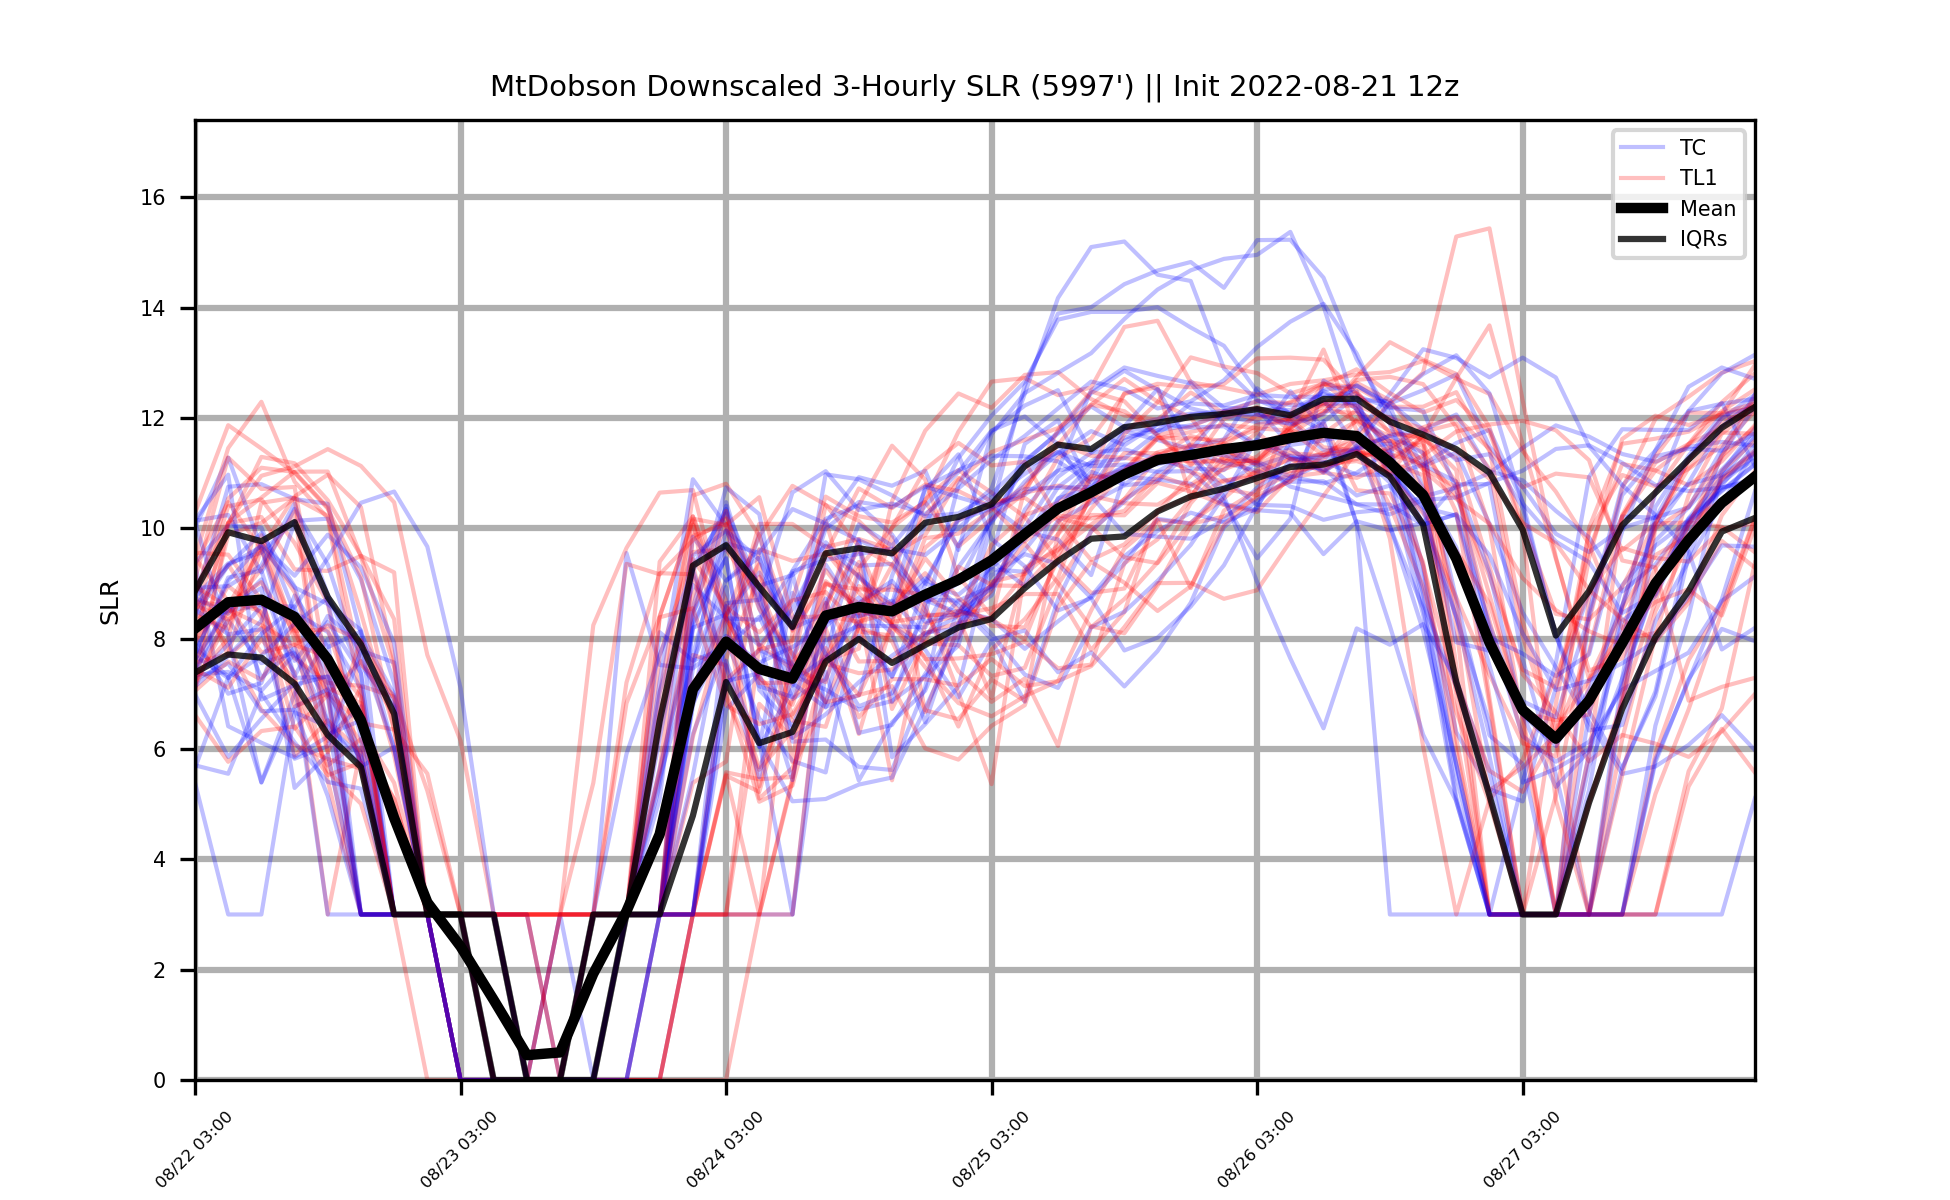 MtDobson Downscaled 3-Hourly SLR (5997') || Init 2022-08-21 12z
TC
TL1
Mean
IQRs
SLR
16
14
12
10
8
6
4
2
0
08/22 03:00
08/23 03:00
08/24 03:00
08/25 03:00
08/26 03:00
08/27 03:00